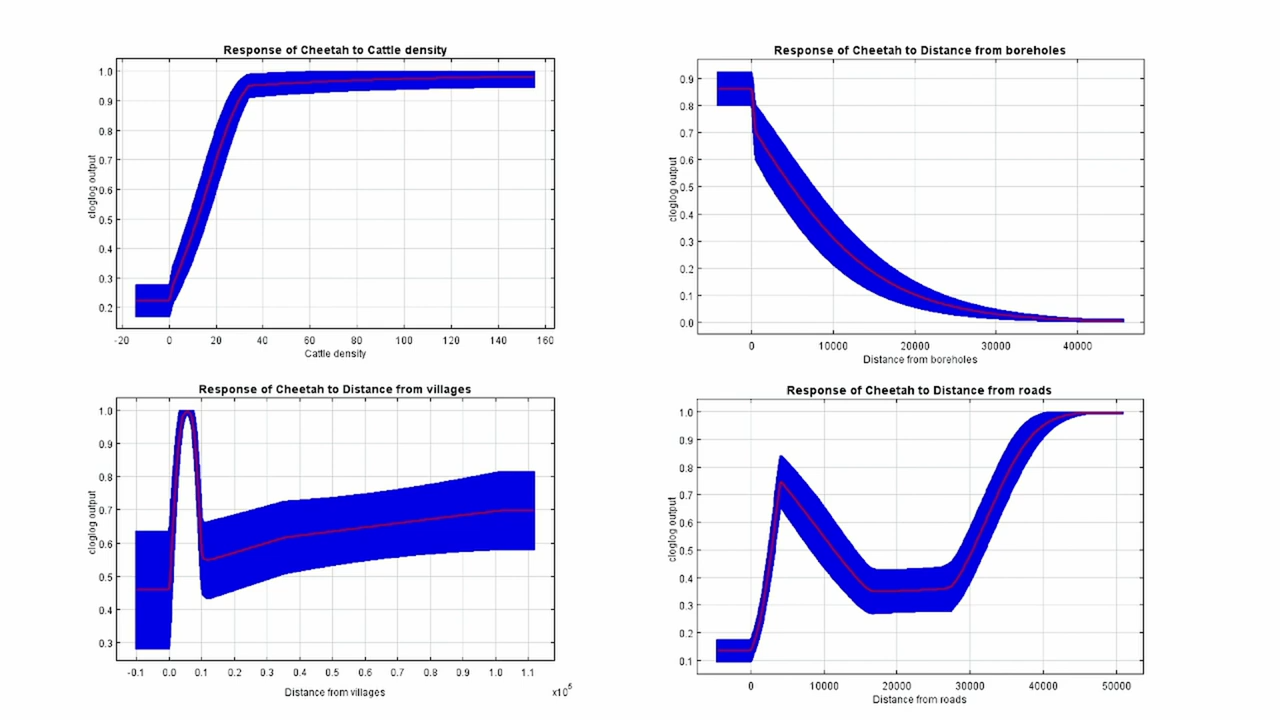 Response of Cheetah to Cattle density
cloglog output
1.0
0.9
0.8
0.7
0.6
0.5
0.4
0.3
0.2
-20 0 20 40 60 80 100 120 140 160
Cattle density
Response of Cheetah to Distance from boreholes
cloglog output
0.9
0.8
0.7
0.6
0.5
0.4
0.3
0.2
0.1
0.0
0 10000 20000 30000 40000
Distance from boreholes
Response of Cheetah to Distance from villages
cloglog output
1.0
0.9
0.8
0.7
0.6
0.5
0.4
0.3
-0.1 0.0 0.1 0.2 0.3 0.4 0.5 0.6 0.7 0.8 0.9 1.0 1.1
Distance from villages
x10⁵
Response of Cheetah to Distance from roads
cloglog output
1.0
0.9
0.8
0.7
0.6
0.5
0.4
0.3
0.2
0.1
0 10000 20000 30000 40000 50000
Distance from roads